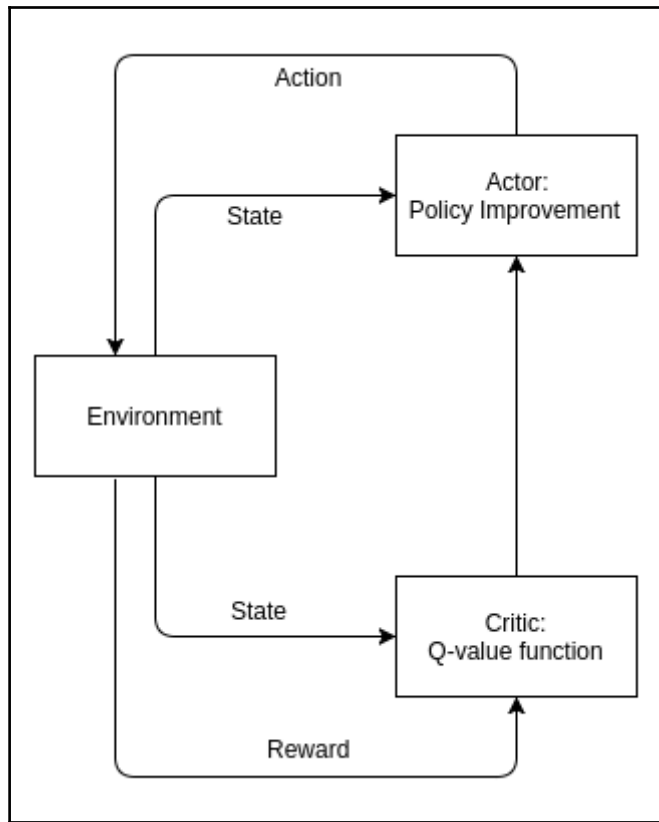 Action
Actor:
Policy Improvement
State
Environment
State
Critic:
Q-value function
Reward